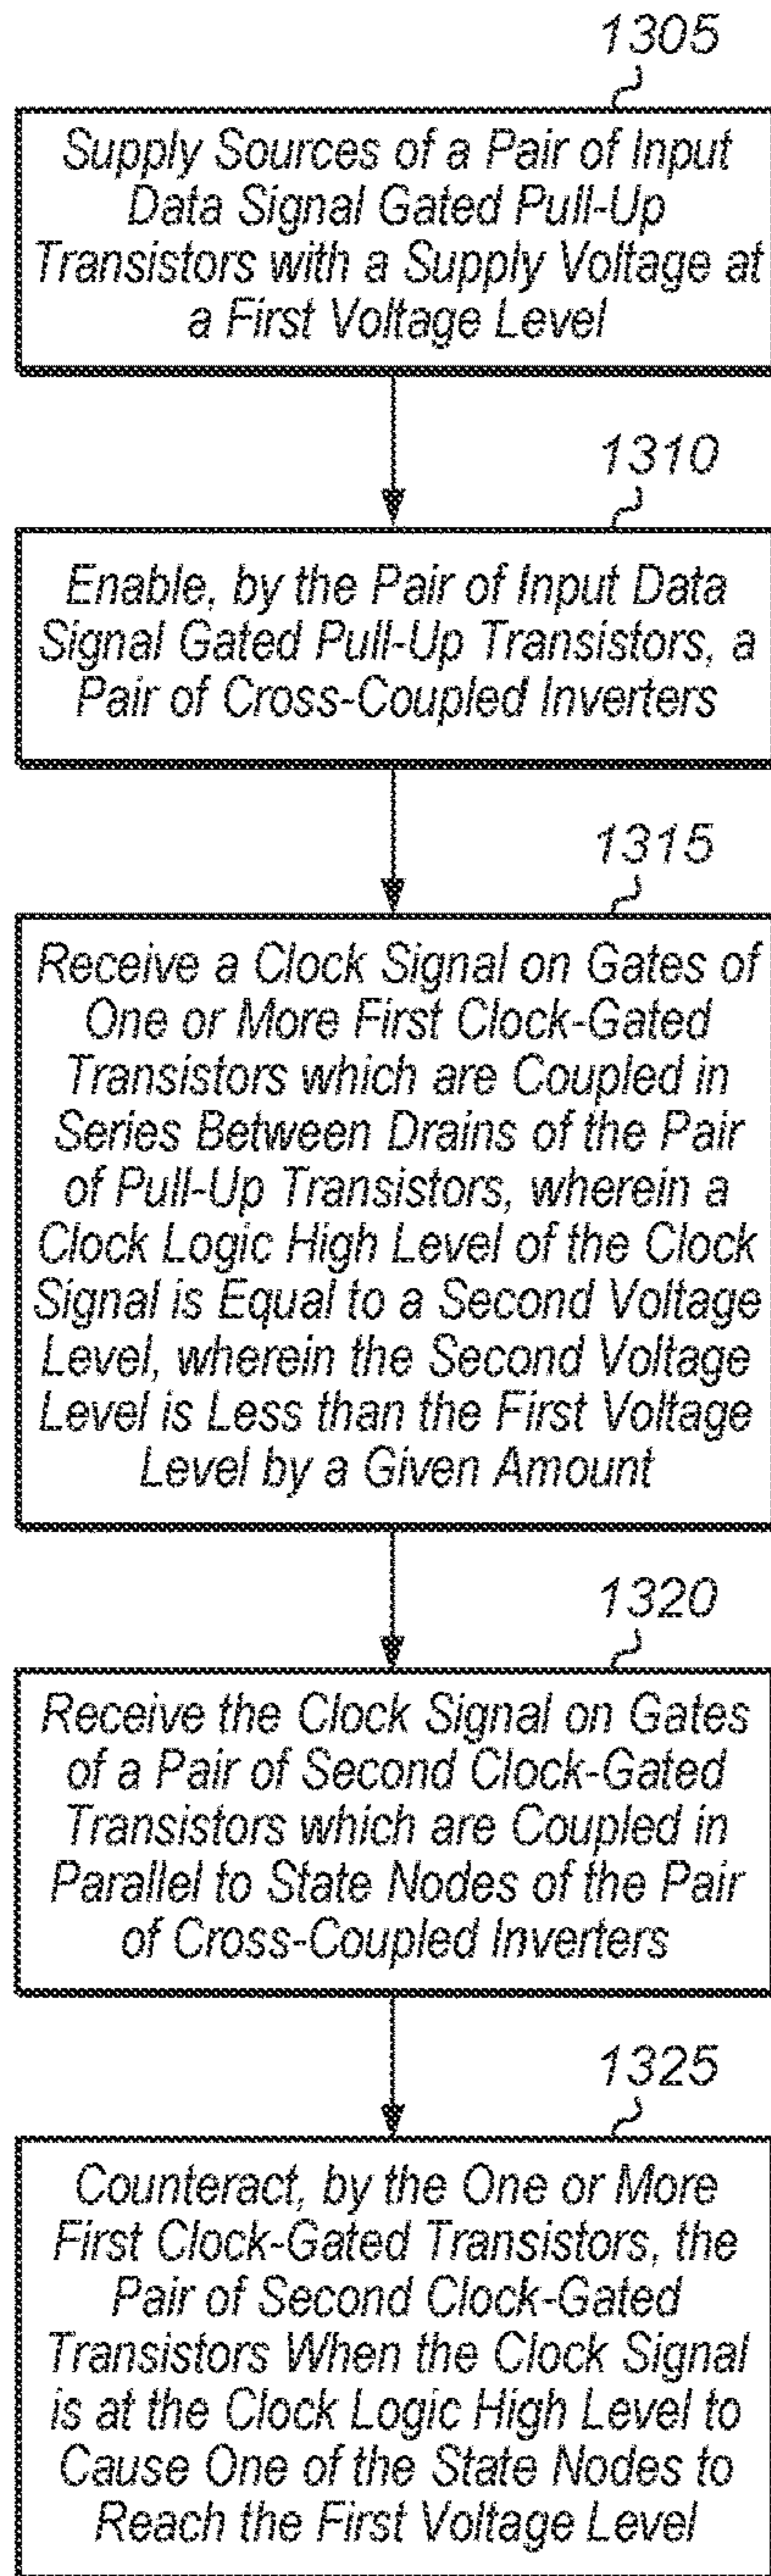 1305
Supply Sources of a Pair of Input
Data Signal Gated Pull-Up
Transistors with a Supply Voltage at
a First Voltage Level
1310
Enable, by the Pair of Input Data
Signal Gated Pull-Up Transistors, a
Pair of Cross-Coupled Inverters
1315
Receive a Clock Signal on Gates of
One or More First Clock-Gated
Transistors which are Coupled in
Series Between Drains of the Pair
of Pull-Up Transistors, wherein a
Clock Logic High Level of the Clock
Signal is Equal to a Second Voltage
Level, wherein the Second Voltage
Level is Less than the First Voltage
Level by a Given Amount
1320
Receive the Clock Signal on Gates
of a Pair of Second Clock-Gated
Transistors which are Coupled in
Parallel to State Nodes of the Pair
of Cross-Coupled Inverters
1325
Counteract, by the One or More
First Clock-Gated Transistors, the
Pair of Second Clock-Gated
Transistors When the Clock Signal
is at the Clock Logic High Level to
Cause One of the State Nodes to
Reach the First Voltage Level